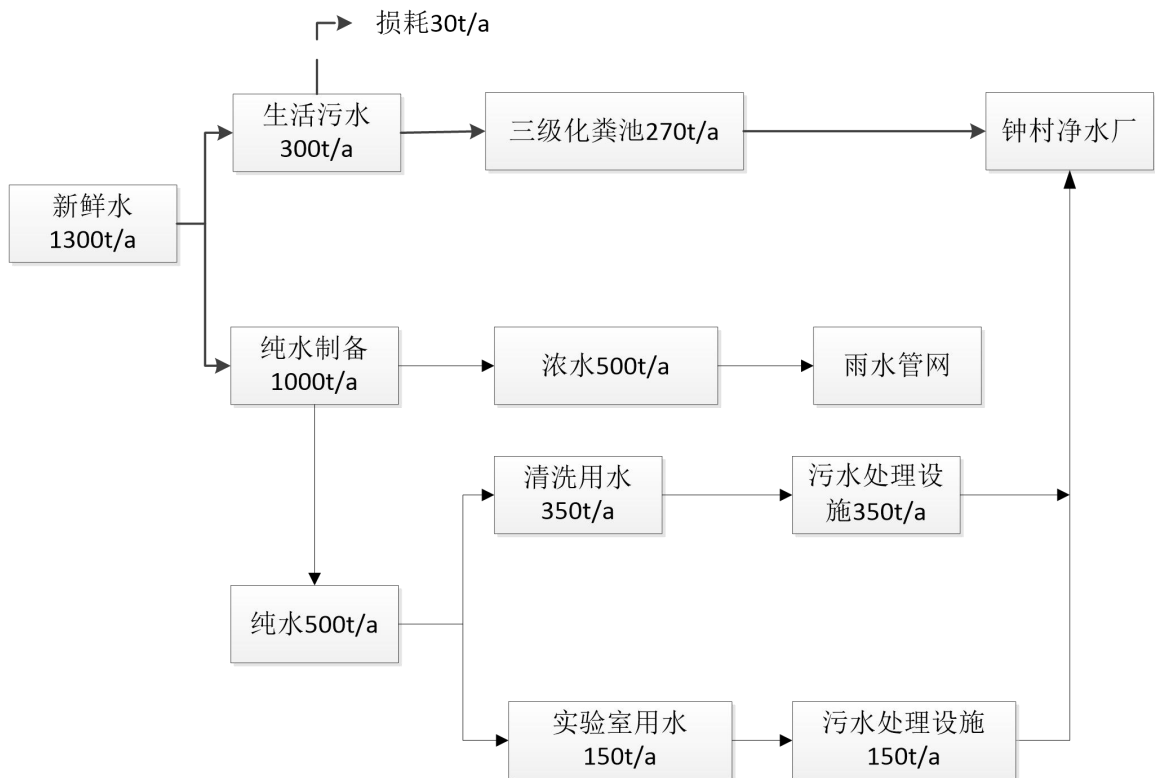 损耗30t/a
生活污水
300t/a
三级化粪池270t/a
钟村净水厂
新鲜水
1300t/a
纯水制备
1000t/a
浓水500t/a
雨水管网
清洗用水
350t/a
污水处理设
施350t/a
纯水500t/a
实验室用水
150t/a
污水处理设施
150t/a